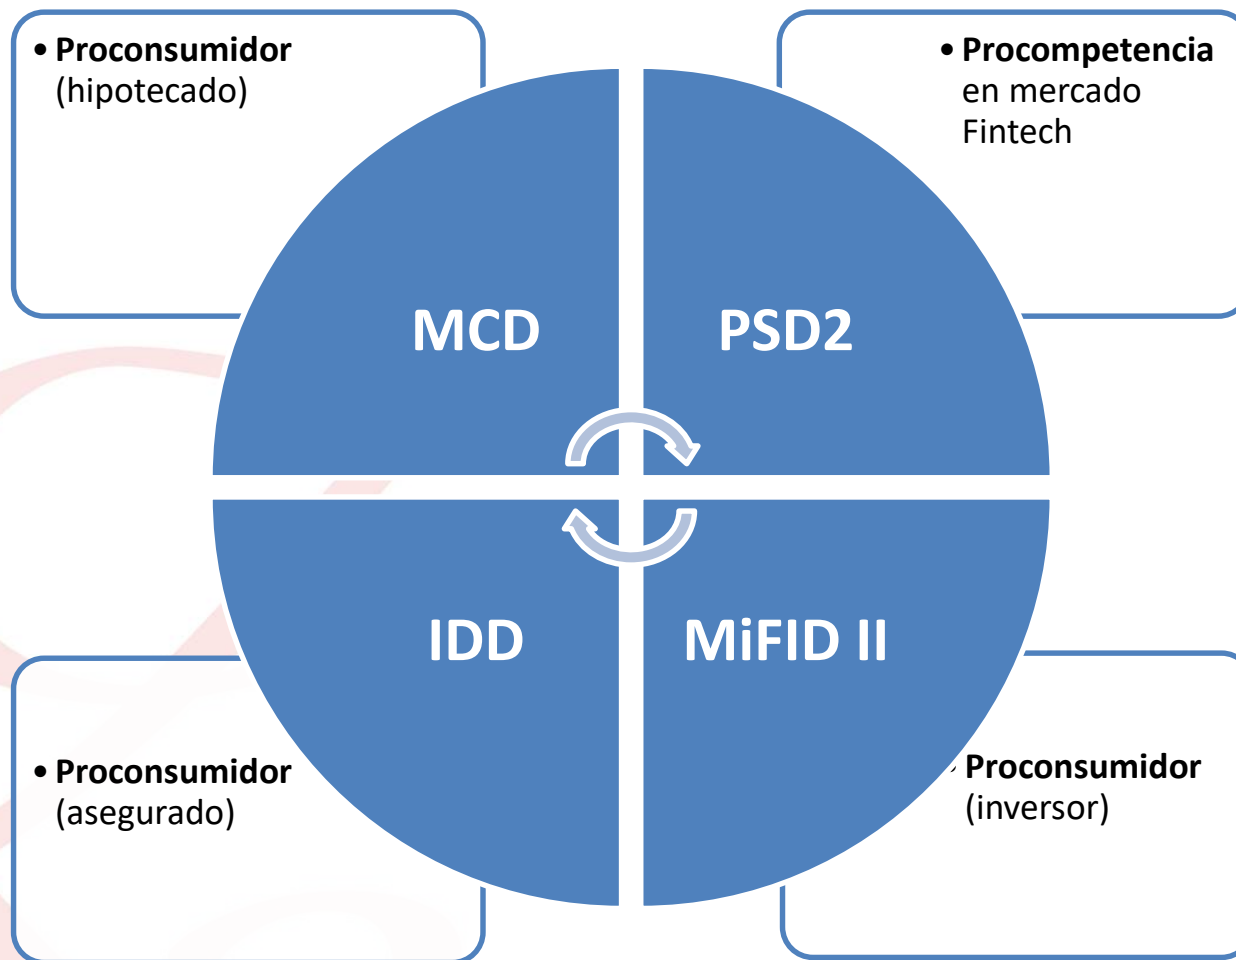 • Proconsumidor
(hipotecado)
• Procompetencia
en mercado
Fintech
MCD
PSD2
IDD
MiFID II
• Proconsumidor
(asegurado)
• Proconsumidor
(inversor)